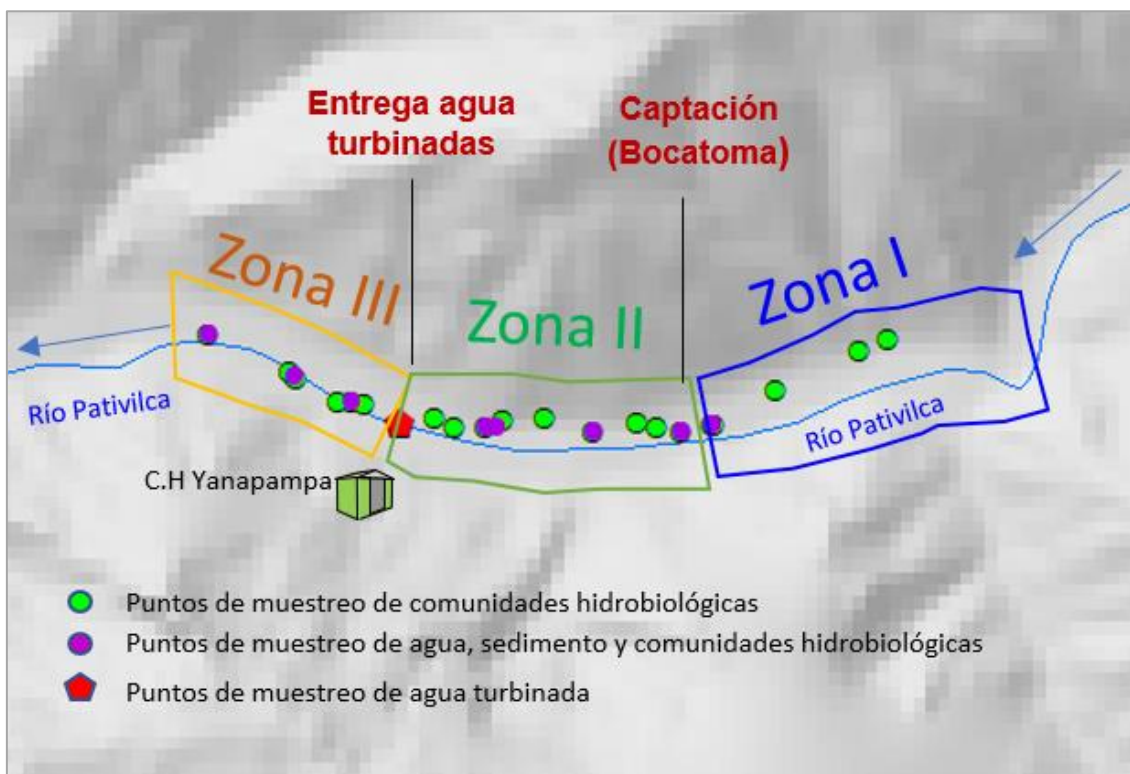 Entrega agua
turbinadas
Captación
(Bocatoma)
Zona III
Zona II
Zona I
Río Pativilca
Río Pativilca
C.H Yanapampa
Puntos de muestreo de comunidades hidrobiológicas
Puntos de muestreo de agua, sedimento y comunidades hidrobiológicas
Puntos de muestreo de agua turbinada